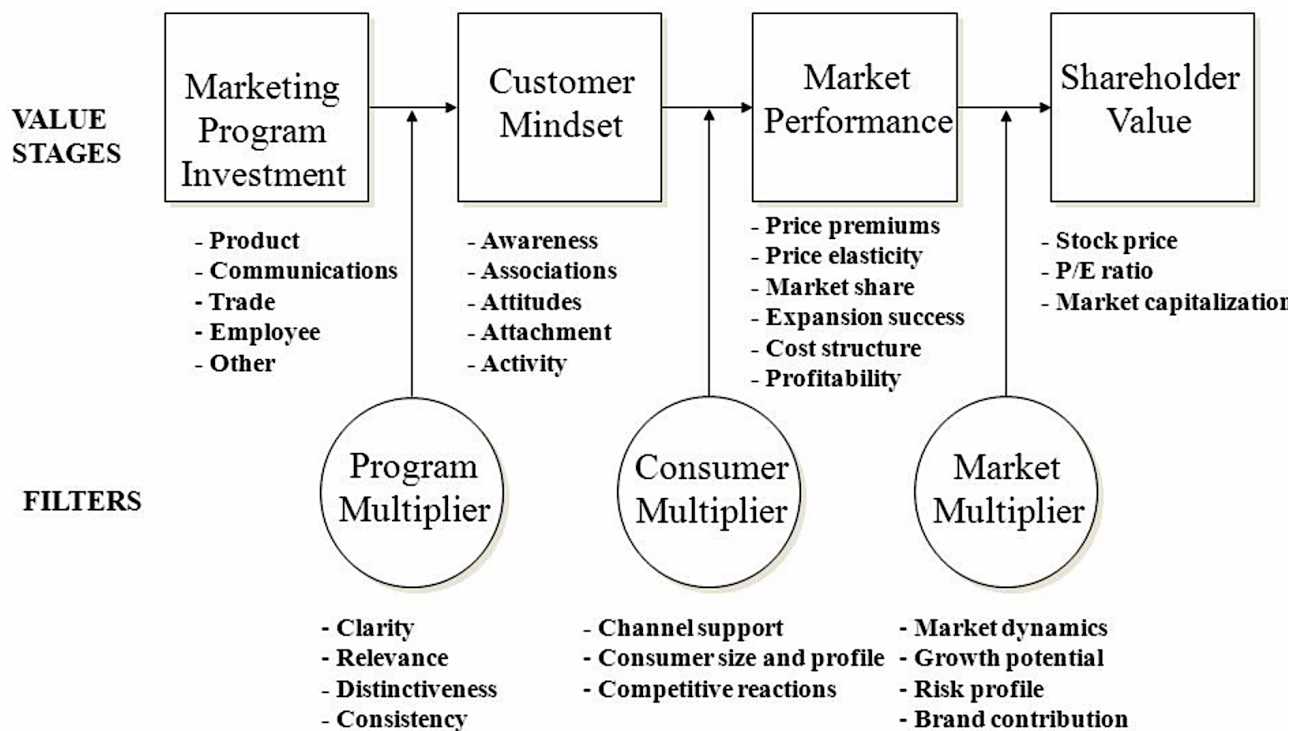 VALUE
STAGES
Marketing
Program
Investment
Customer
Mindset
Market
Performance
Shareholder
Value
- Product
- Communications
- Trade
- Employee
- Other
- Awareness
- Associations
- Attitudes
- Attachment
- Activity
- Price premiums
- Price elasticity
- Market share
- Expansion success
- Cost structure
- Profitability
- Stock price
- P/E ratio
- Market capitalization
FILTERS
Program
Multiplier
Consumer
Multiplier
Market
Multiplier
- Clarity
- Relevance
- Distinctiveness
- Consistency
- Channel support
- Consumer size and profile
- Competitive reactions
- Market dynamics
- Growth potential
- Risk profile
- Brand contribution